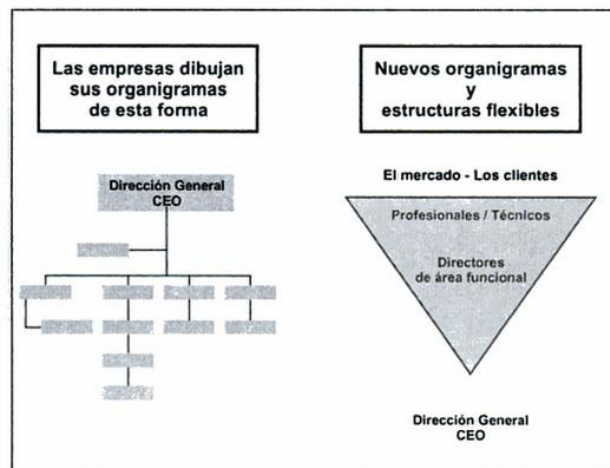 Las empresas dibujan
sus organigramas
de esta forma
Dirección General
CEO
Nuevos organigramas
y
estructuras flexibles
El mercado - Los clientes
Profesionales / Técnicos
Directores
de área funcional
Dirección General
CEO